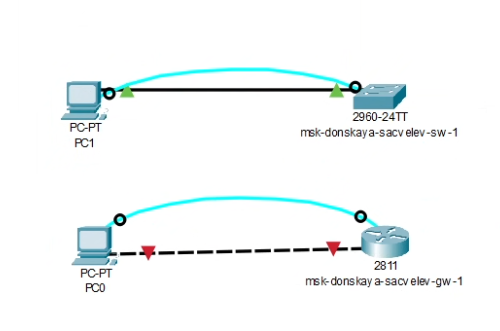 PC-PT
PC1
2960-24TT
msk-donskaya-sacvelev-sw-1
PC-PT
PC0
2811
msk-donskaya-sacvelev-gw-1